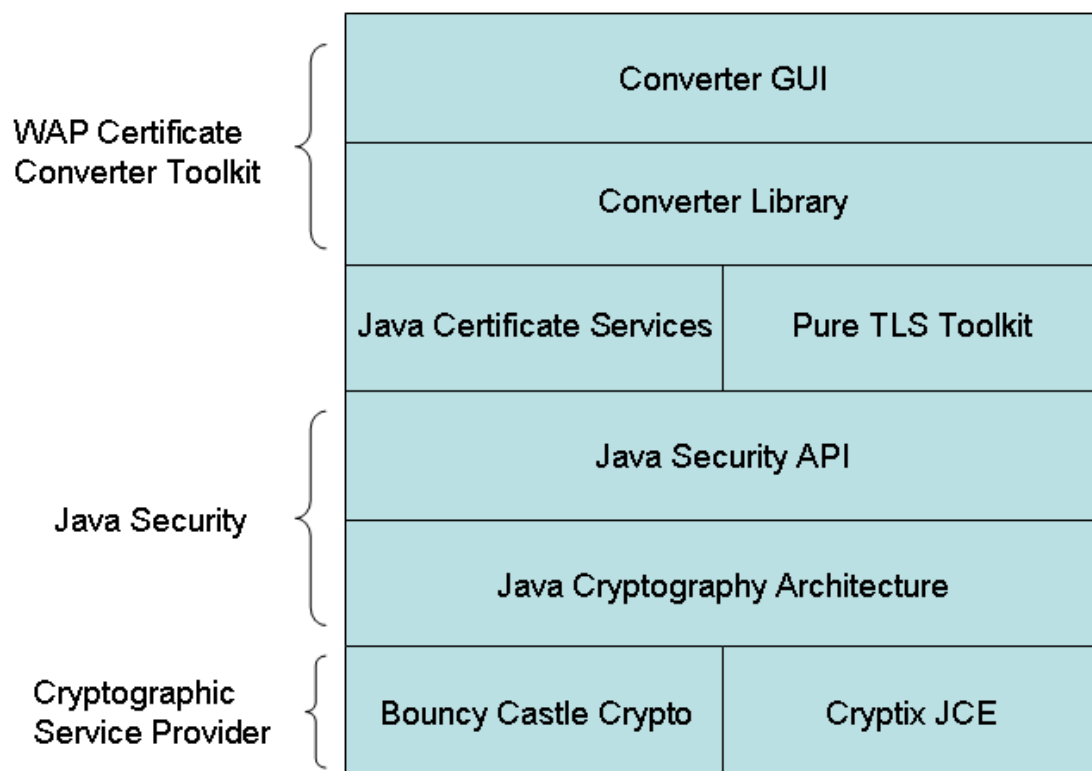 Converter GUI
WAP Certificate
Converter Toolkit
Converter Library
Java Certificate Services
Pure TLS Toolkit
Java Security API
Java Security
Java Cryptography Architecture
Cryptographic
Service Provider
Bouncy Castle Crypto
Cryptix JCE